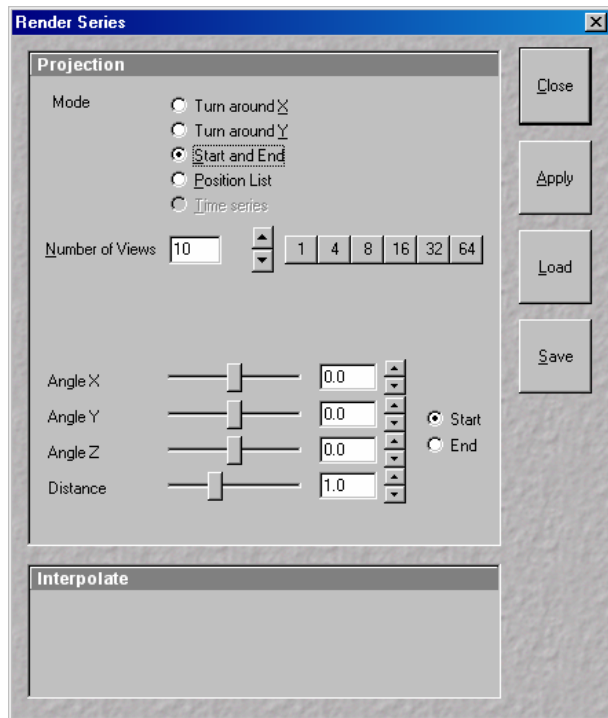 Render Series
Projection
Close
Mode
Turn around X
Turn around Y
Start and End
Position List
Time series
Apply
Number of Views 10 1 4 8 16 32 64
Load
Save
Angle X 0.0
Angle Y 0.0
Start
Angle Z 0.0
End
Distance 1.0
Interpolate